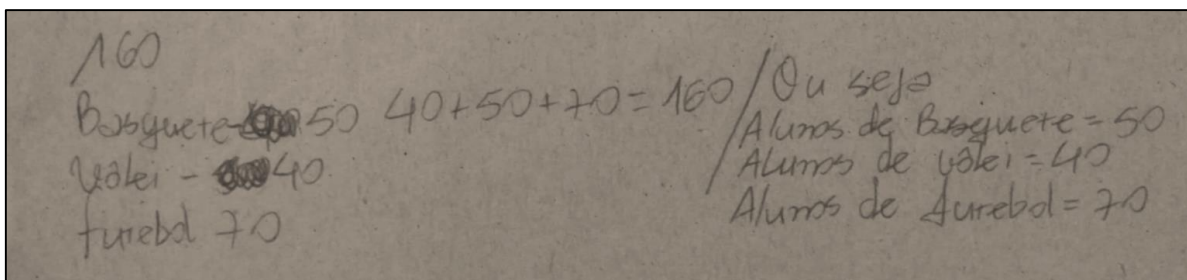 160
Basquete - 50 40+50+70=160 / Ou seja
Alunos de Basquete = 50
Vôlei - 40
Alunos de vôlei = 40
futebol 70
Alunos de futebol = 70